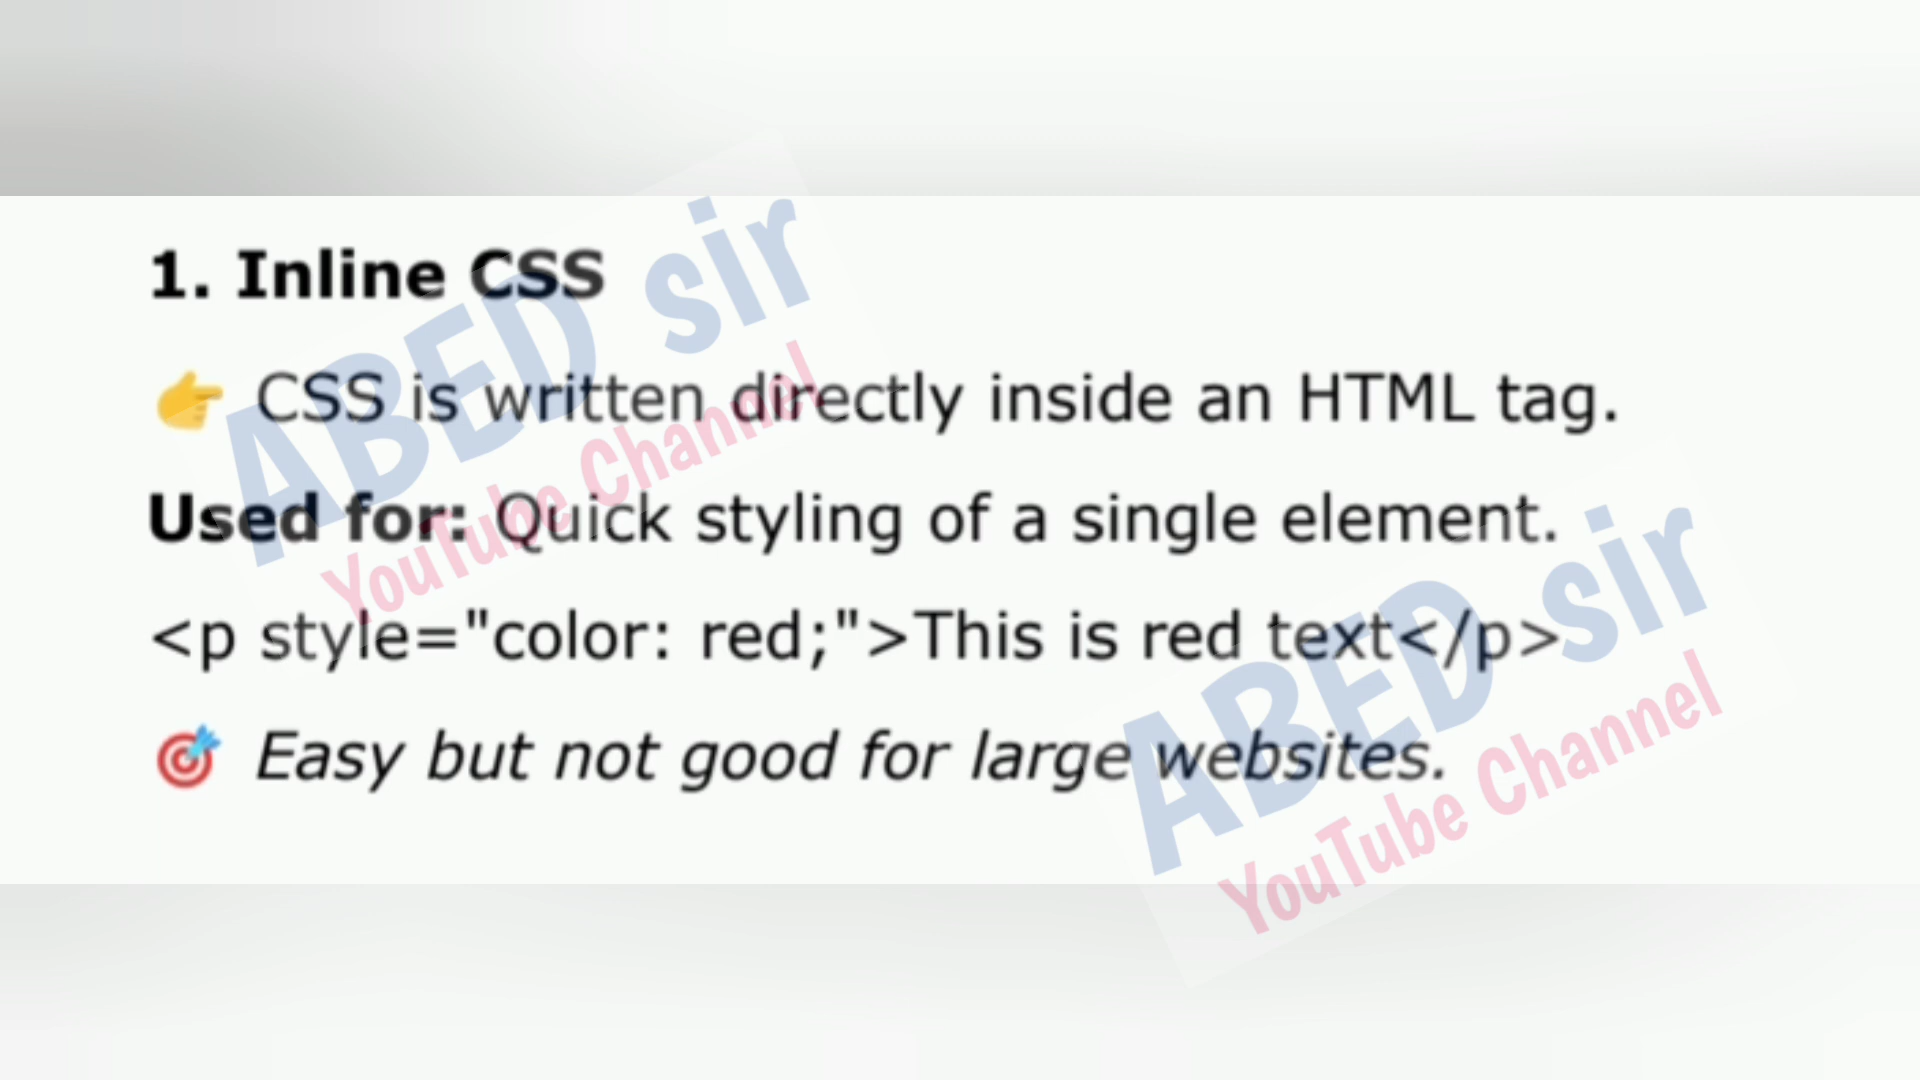 1. Inline CSS
👉 CSS is written directly inside an HTML tag.
Used for: Quick styling of a single element.
<p style="color: red;">This is red text</p>
🎯 Easy but not good for large websites.
ABED sir
YouTube Channel
ABED sir
YouTube Channel